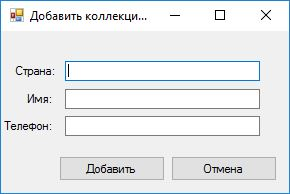 Добавить коллекци...
Страна:
Имя:
Телефон:
Добавить Отмена